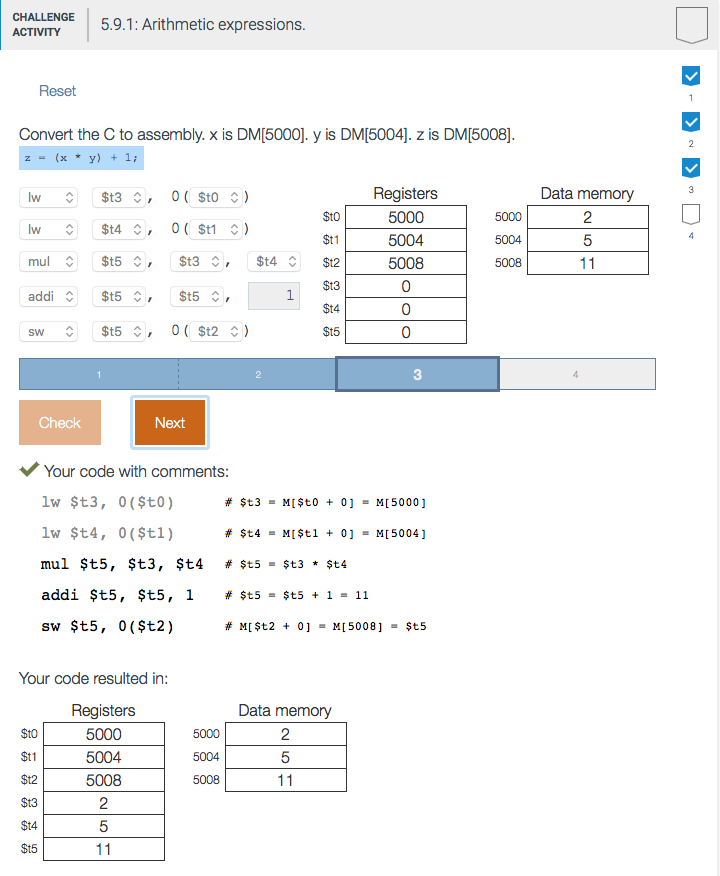 CHALLENGE ACTIVITY 5.9.1: Arithmetic expressions.
Reset
1
2
3
4
Convert the C to assembly. x is DM[5000]. y is DM[5004]. z is DM[5008].
z = (x * y) + 1;
lw $t3 , 0 ( $t0 )
lw $t4 , 0 ( $t1 )
mul $t5 , $t3 , $t4
addi $t5 , $t5 , 1
sw $t5 , 0 ( $t2 )
Registers Data memory
$t0 5000 5000 2
$t1 5004 5004 5
$t2 5008 5008 11
$t3 0
$t4 0
$t5 0
1 2 3 4
Check Next
Your code with comments:
lw $t3, 0($t0) # $t3 = M[$t0 + 0] = M[5000]
lw $t4, 0($t1) # $t4 = M[$t1 + 0] = M[5004]
mul $t5, $t3, $t4 # $t5 = $t3 * $t4
addi $t5, $t5, 1 # $t5 = $t5 + 1 = 11
sw $t5, 0($t2) # M[$t2 + 0] = M[5008] = $t5
Your code resulted in:
Registers Data memory
$t0 5000 5000 2
$t1 5004 5004 5
$t2 5008 5008 11
$t3 2
$t4 5
$t5 11